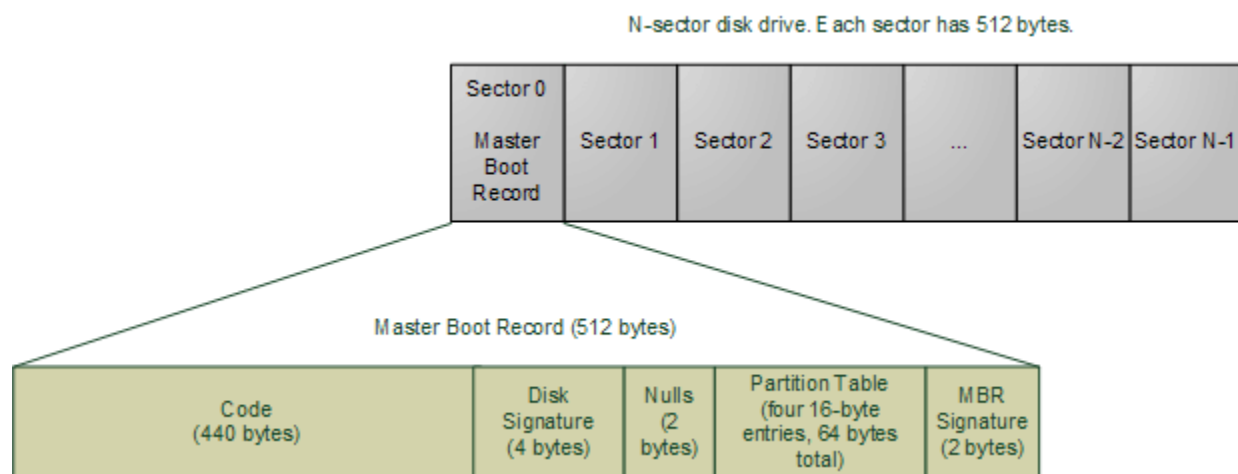 N-sector disk drive. Each sector has 512 bytes.
Sector 0
Master
Boot
Record
Sector 1
Sector 2
Sector 3
...
Sector N-2
Sector N-1
Master Boot Record (512 bytes)
Code
(440 bytes)
Disk
Signature
(4 bytes)
Nulls
(2
bytes)
Partition Table
(four 16-byte
entries, 64 bytes
total)
MBR
Signature
(2 bytes)